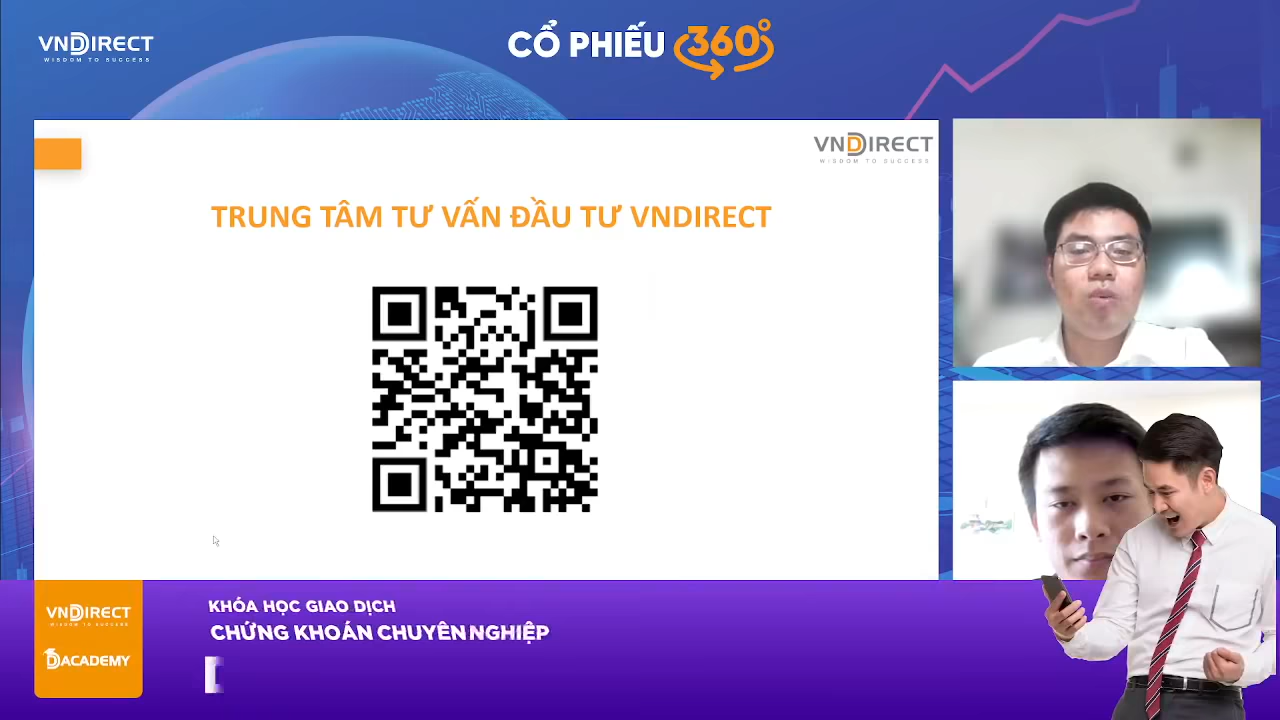 VNDIRECT
WISDOM TO SUCCESS
CỔ PHIẾU 360°
VNDIRECT
WISDOM TO SUCCESS
TRUNG TÂM TƯ VẤN ĐẦU TƯ VNDIRECT
VNDIRECT
WISDOM TO SUCCESS
DACADEMY
KHÓA HỌC GIAO DỊCH
CHỨNG KHOÁN CHUYÊN NGHIỆP